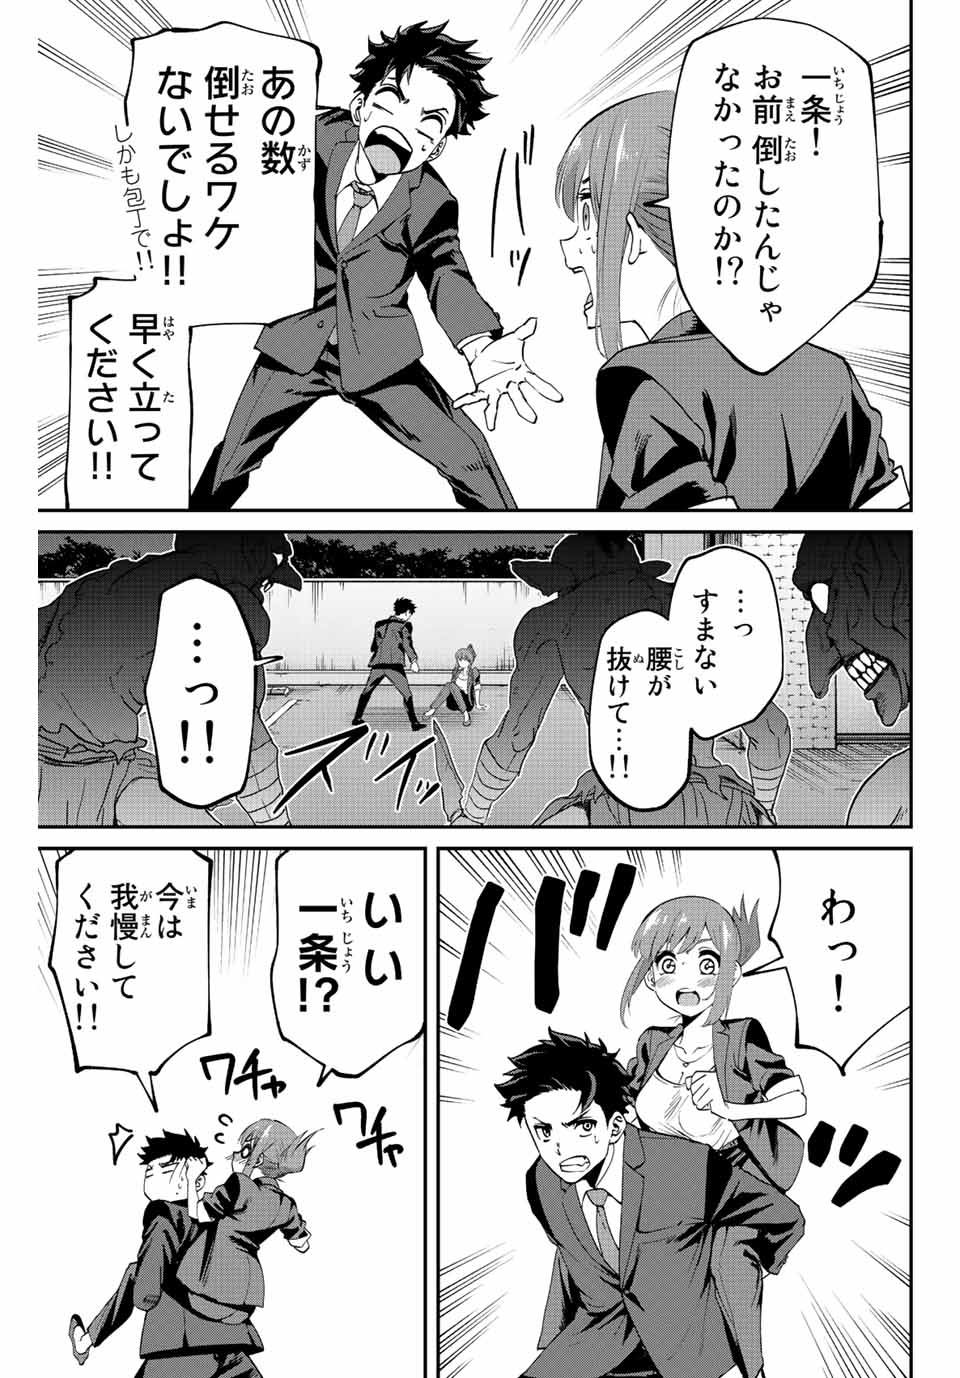 一条！
お前倒したんじゃ
なかったのか!?
あの数
倒せるワケ
ないでしょ!!
しかも包丁で!!
早く立って
ください!!
…っ
すまない
腰が
抜けて…!!
…っ!!
ズイ
わっ！
バッ
いい
一条!?
今は
我慢して
ください!!
ワチャ
ワチャ